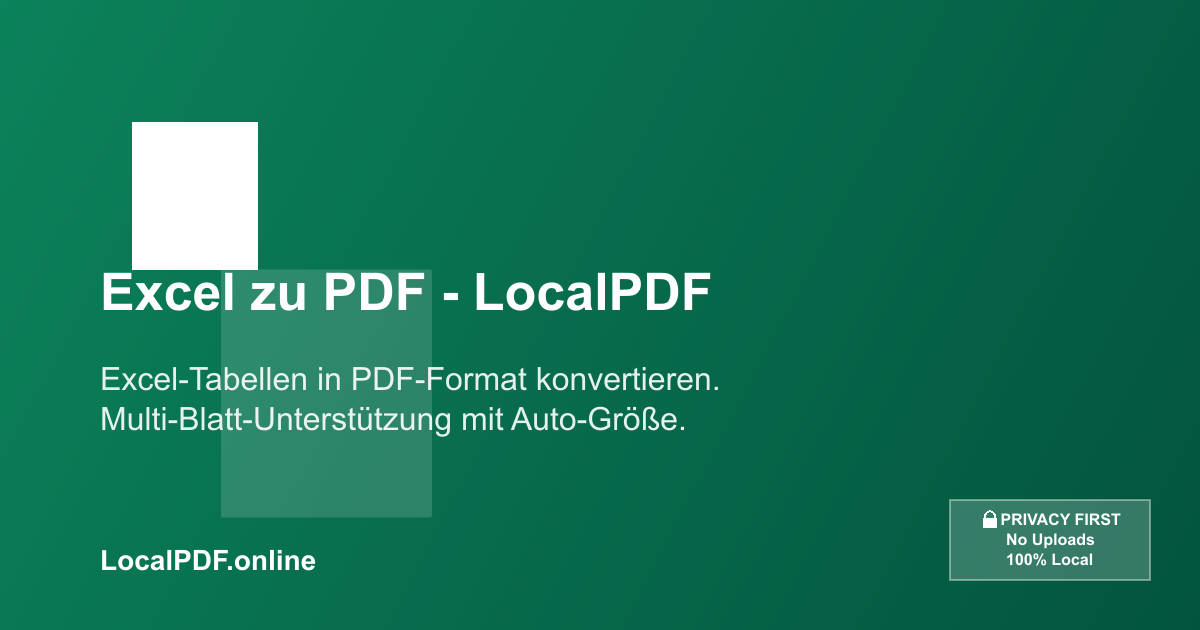 Excel zu PDF - LocalPDF
Excel-Tabellen in PDF-Format konvertieren.
Multi-Blatt-Unterstützung mit Auto-Größe.
LocalPDF.online
PRIVACY FIRST
No Uploads
100% Local